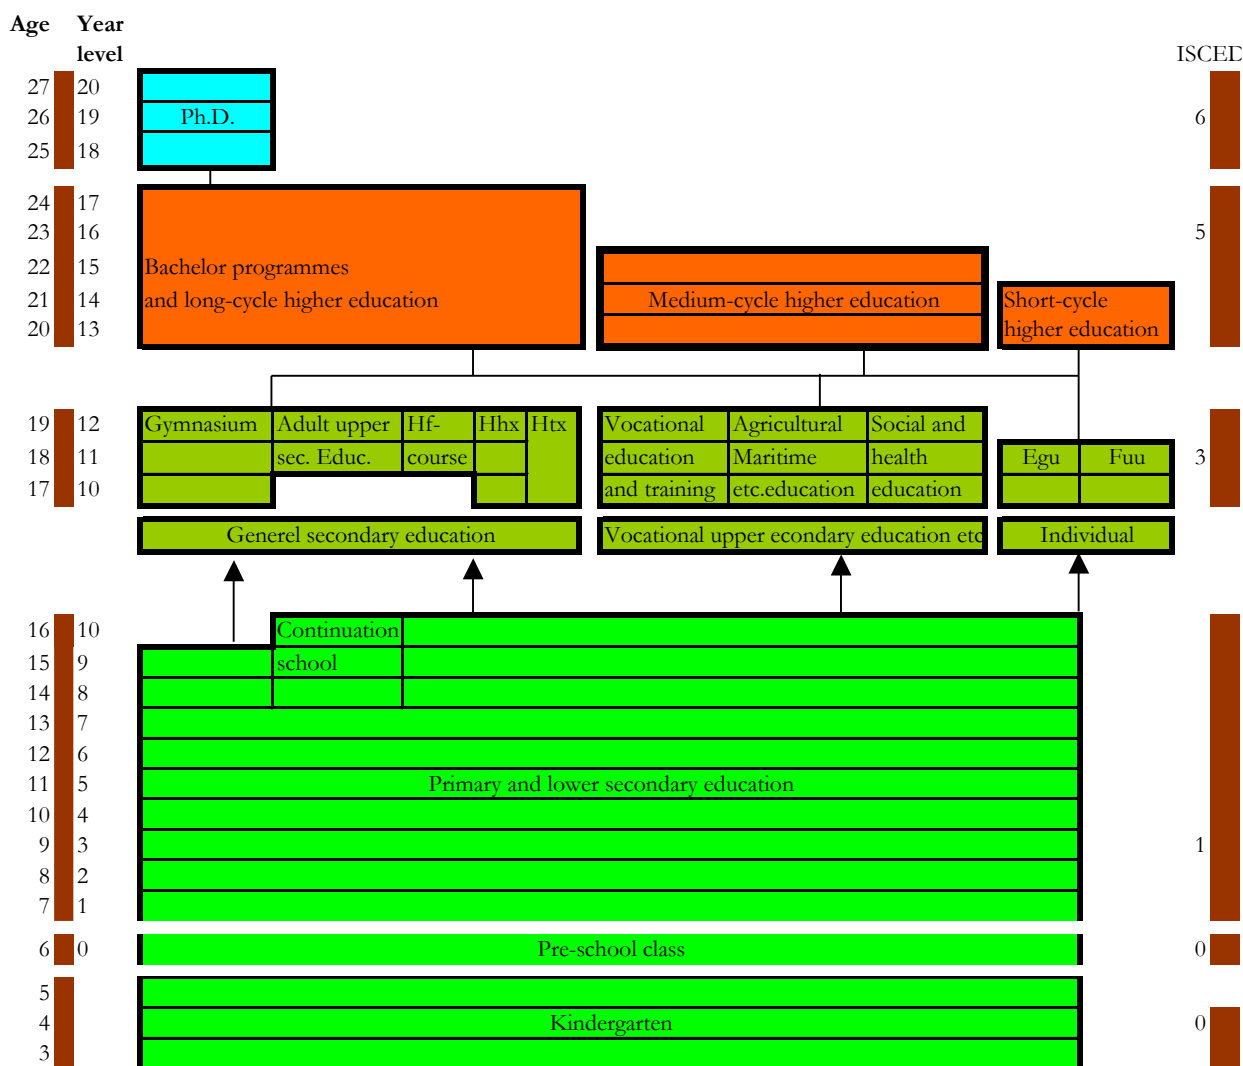 Age Year
level ISCED
27 20
26 19 Ph.D. 6
25 18
24 17
23 16 5
22 15 Bachelor programmes
21 14 and long-cycle higher education Medium-cycle higher education Short-cycle
20 13 higher education
19 12 Gymnasium Adult upper Hf- Hhx Htx Vocational Agricultural Social and
18 11 sec. Educ. course education Maritime health Egu Fuu 3
17 10 and training etc.education education
Generel secondary education Vocational upper econdary education etc Individual
16 10 Continuation
15 9 school
14 8
13 7
12 6
11 5 Primary and lower secondary education
10 4
9 3 1
8 2
7 1
6 0 Pre-school class 0
5
4 Kindergarten 0
3